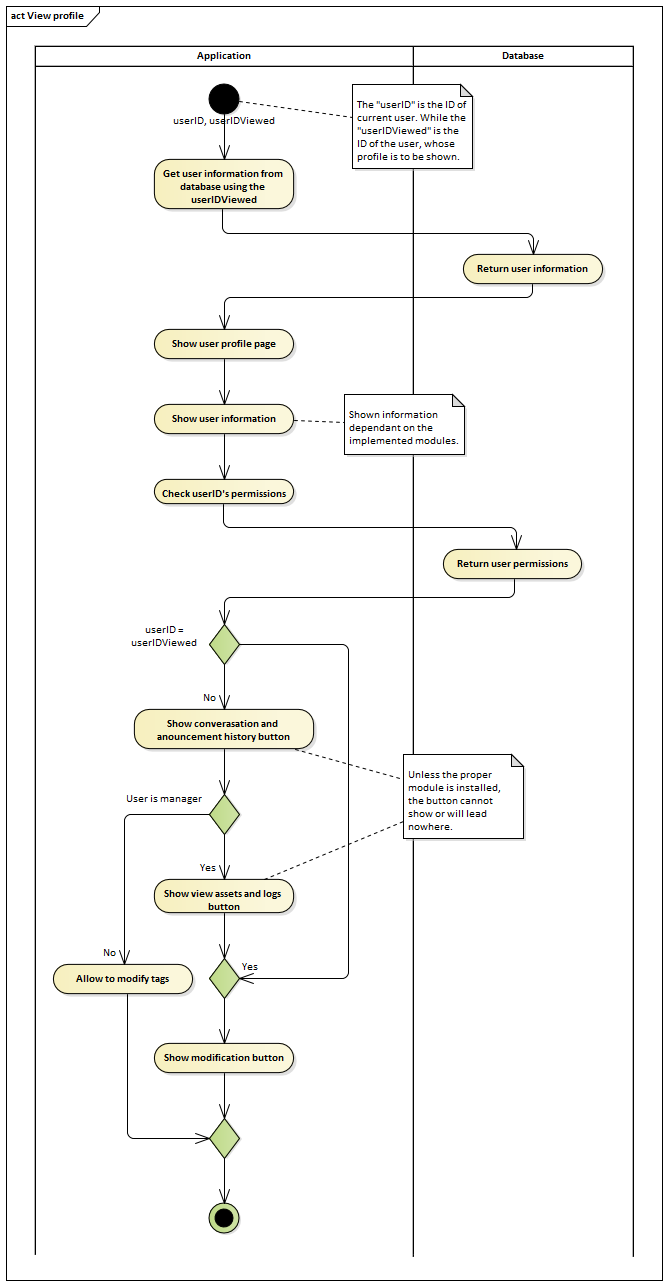 act View profile
Application
Database
userID, userIDViewed
The "userID" is the ID of
current user. While the
"userIDViewed" is the
ID of the user, whose
profile is to be shown.
Get user information from
database using the
userIDViewed
Return user information
Show user profile page
Show user information
Shown information
dependant on the
implemented modules.
Check userID's permissions
Return user permissions
userID =
userIDViewed
No
Show converasation and
anouncement history button
Unless the proper
module is installed,
the button cannot
show or will lead
nowhere.
User is manager
Yes
Show view assets and logs
button
No
Yes
Allow to modify tags
Show modification button